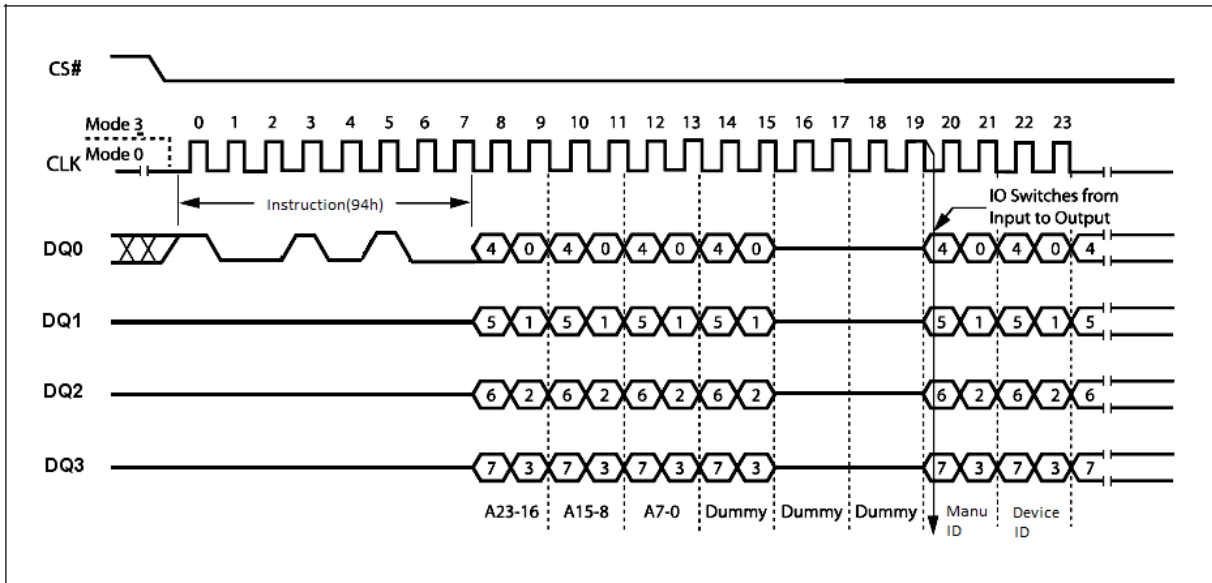 CS#
Mode 3
0 1 2 3 4 5 6 7 8 9 10 11 12 13 14 15 16 17 18 19 20 21 22 23
CLK Mode 0
Instruction(94h)
IO Switches from
Input to Output
DQ0 4 0 4 0 4 0 4 0 4 0 4 0 4
DQ1 5 1 5 1 5 1 5 1 5 1 5 1 5
DQ2 6 2 6 2 6 2 6 2 6 2 6 2 6
DQ3 7 3 7 3 7 3 7 3 7 3 7 3 7
A23-16 A15-8 A7-0 Dummy Dummy Dummy Manu Device
ID ID